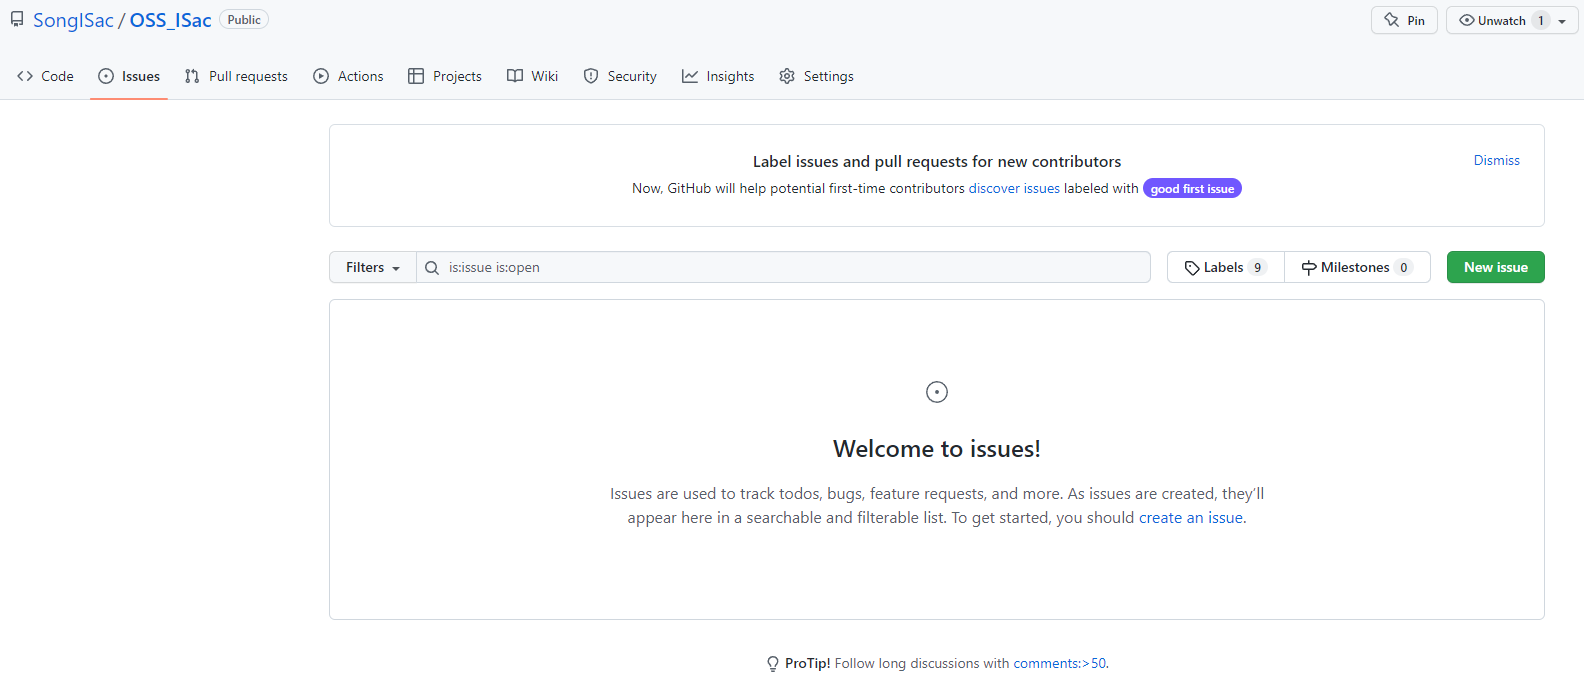 SongISac / OSS_ISac Public
Pin
Unwatch 1
Code Issues Pull requests Actions Projects Wiki Security Insights Settings
Label issues and pull requests for new contributors
Dismiss
Now, GitHub will help potential first-time contributors discover issues labeled with good first issue
Filters is:issue is:open Labels 9 Milestones 0 New issue
Welcome to issues!
Issues are used to track todos, bugs, feature requests, and more. As issues are created, they’ll
appear here in a searchable and filterable list. To get started, you should create an issue.
ProTip! Follow long discussions with comments:>50.